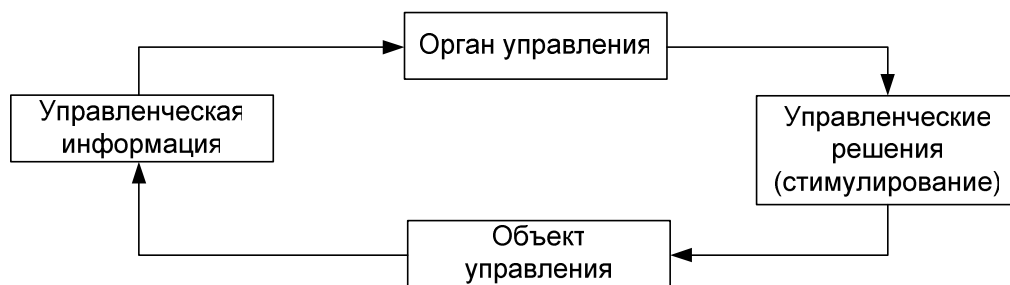 Орган управления
Управленческая
информация
Управленческие
решения
(стимулирование)
Объект
управления